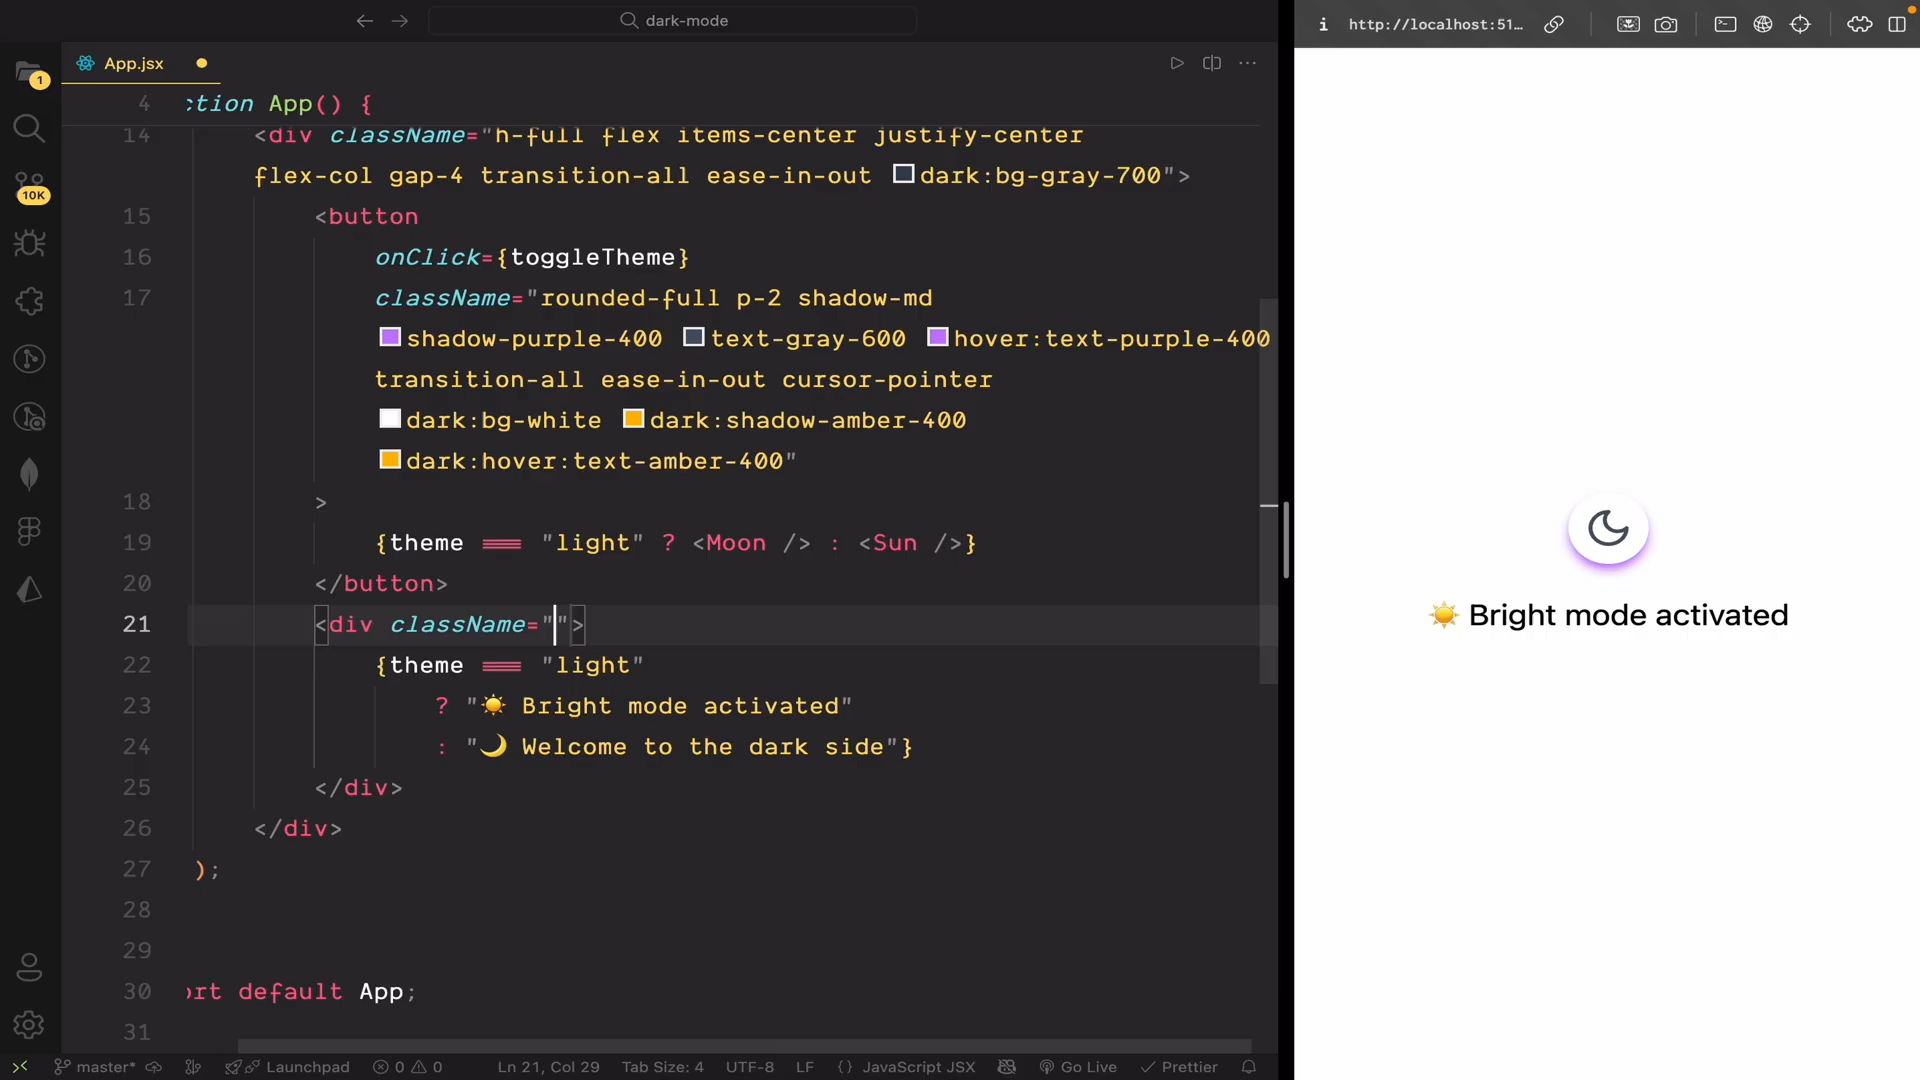 dark-mode
http://localhost:51…
1
App.jsx
4 ction App() {
14 <div className="h-full flex items-center justify-center
flex-col gap-4 transition-all ease-in-out dark:bg-gray-700">
10K
15 <button
16 onClick={toggleTheme}
17 className="rounded-full p-2 shadow-md
shadow-purple-400 text-gray-600 hover:text-purple-400
transition-all ease-in-out cursor-pointer
dark:bg-white dark:shadow-amber-400
dark:hover:text-amber-400"
18 >
19 {theme === "light" ? <Moon /> : <Sun />}
20 </button>
21 <div className="">
22 {theme === "light"
23 ? "☀️ Bright mode activated"
24 : "🌙 Welcome to the dark side"}
25 </div>
26 </div>
27 );
28
29
30 ort default App;
31
☀️ Bright mode activated
master* Launchpad 0 0 Ln 21, Col 29 Tab Size: 4 UTF-8 LF {} JavaScript JSX Go Live Prettier